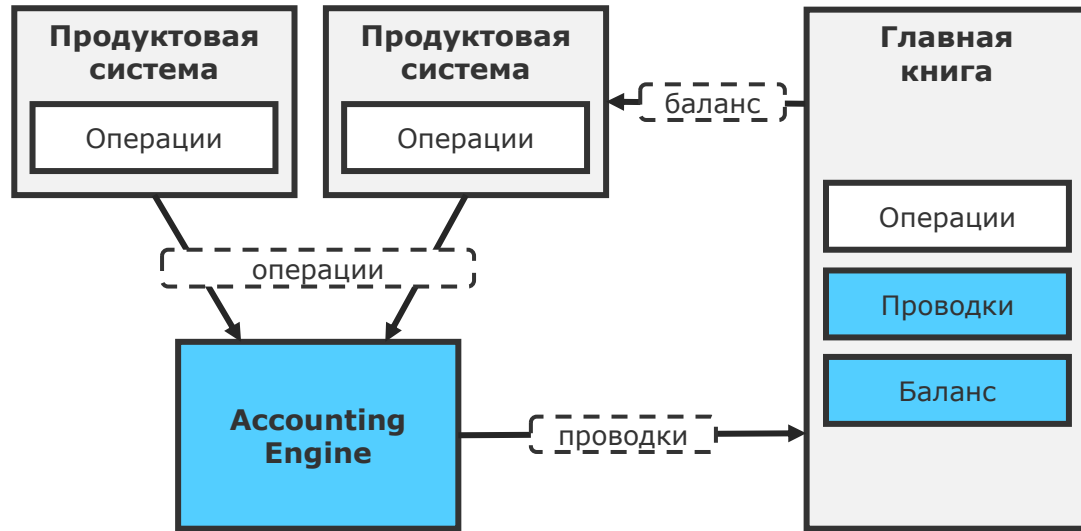 Продуктовая
система
Операции
Продуктовая
система
Операции
баланс
Главная
книга
Операции
Проводки
Баланс
операции
Accounting
Engine
проводки